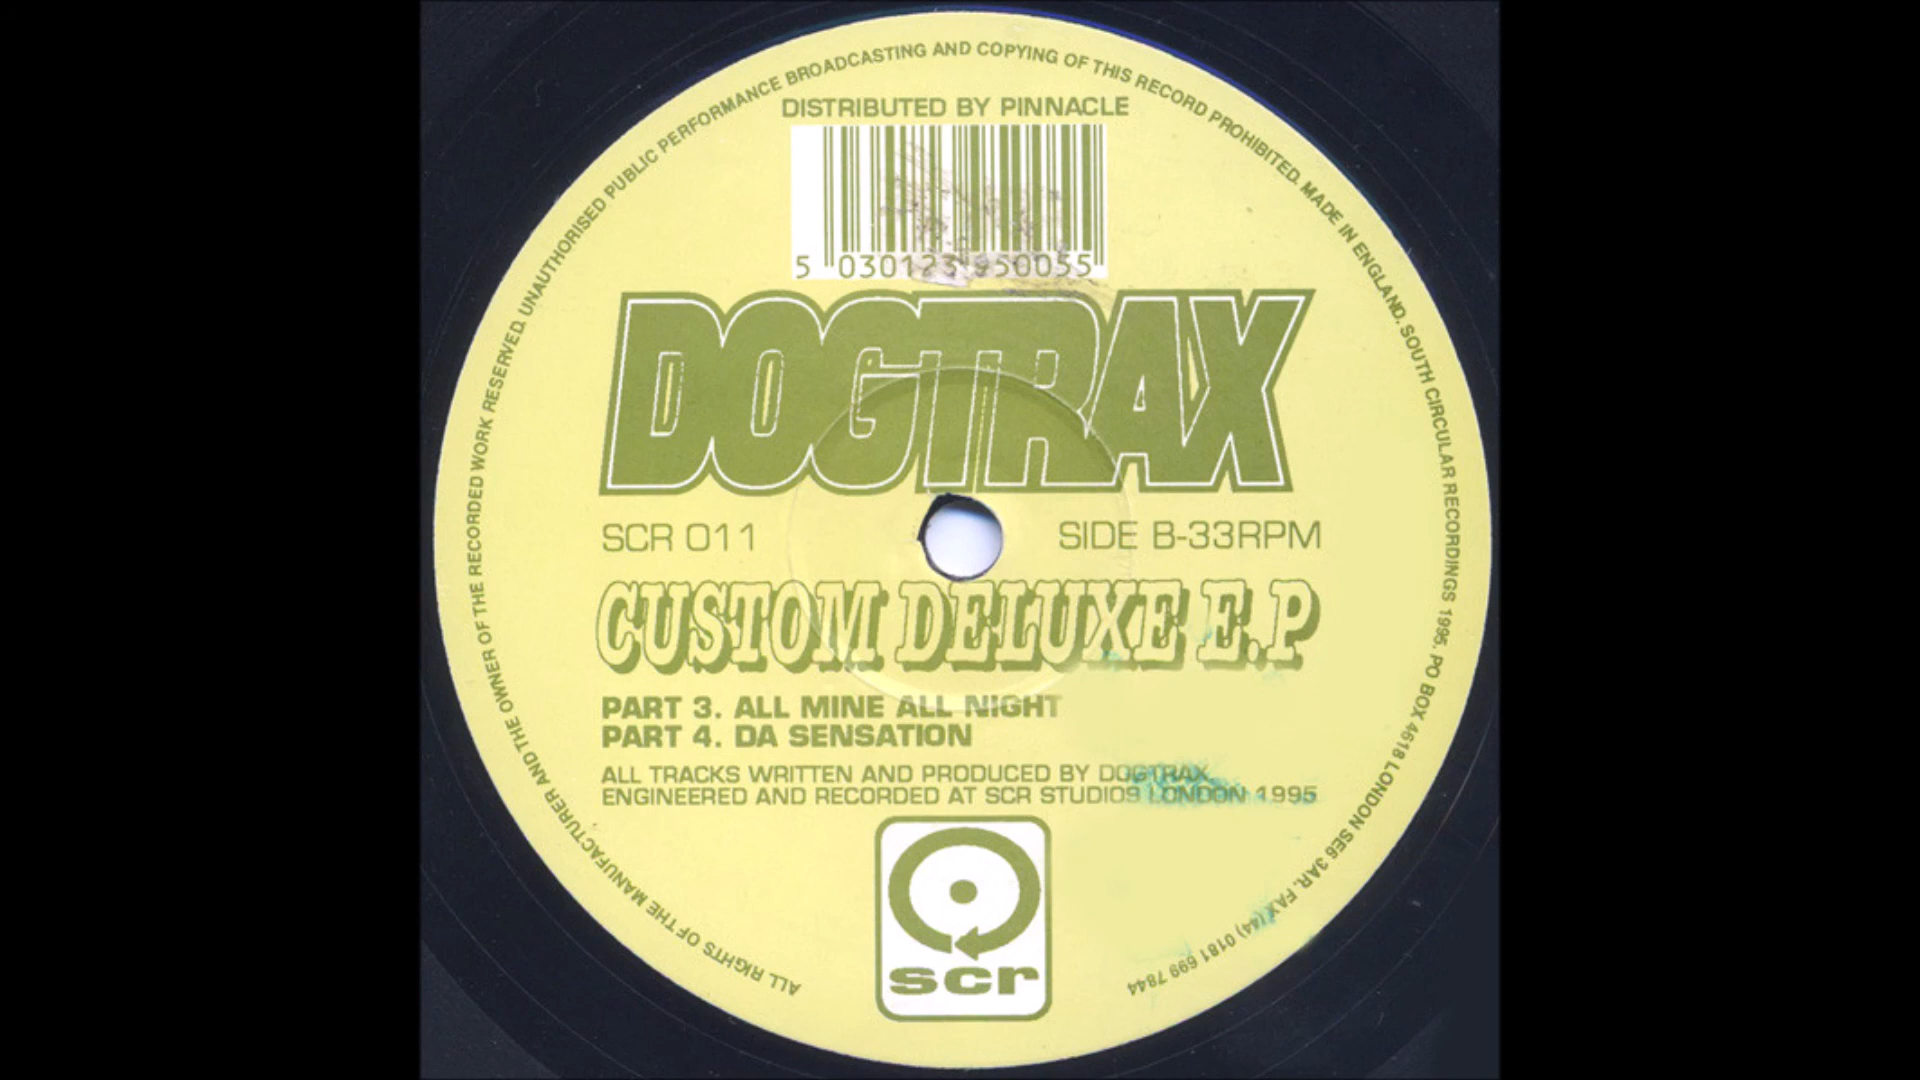 ALL RIGHTS OF THE MANUFACTURER AND THE OWNER OF THE RECORDED WORK RESERVED. UNAUTHORISED PUBLIC PERFORMANCE BROADCASTING AND COPYING OF THIS RECORD PROHIBITED. MADE IN ENGLAND. SOUTH CIRCULAR RECORDINGS 1995. PO BOX 4618 LONDON SE6 3AR. FAX (44) 0181 699 7844
DISTRIBUTED BY PINNACLE
5 030123 950055
DOGTRAX
SCR 011 SIDE B-33RPM
CUSTOM DELUXE E.P
PART 3. ALL MINE ALL NIGHT
PART 4. DA SENSATION
ALL TRACKS WRITTEN AND PRODUCED BY DOGTRAX.
ENGINEERED AND RECORDED AT SCR STUDIO9 LONDON 1995
scr